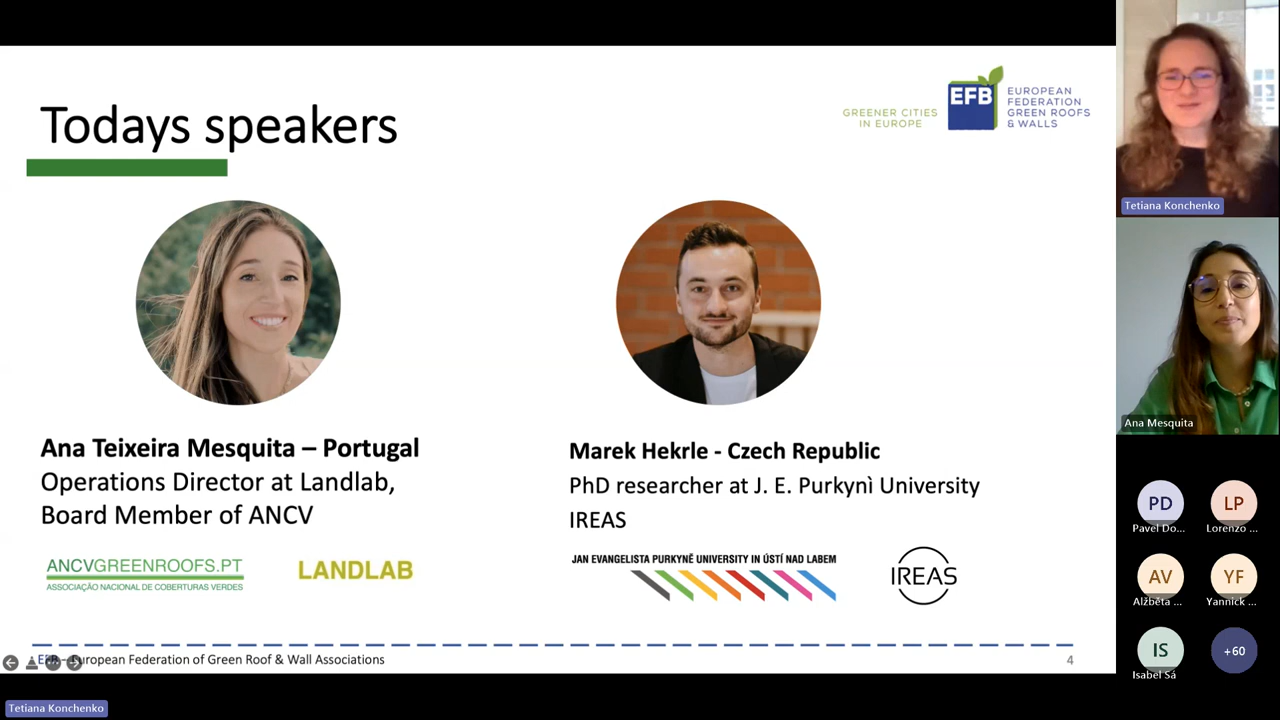 Todays speakers
GREENER CITIES
IN EUROPE
EFB
EUROPEAN
FEDERATION
GREEN ROOFS
& WALLS
Ana Teixeira Mesquita – Portugal
Operations Director at Landlab,
Board Member of ANCV
ANCVGREENROOFS.PT
ASSOCIAÇÃO NACIONAL DE COBERTURAS VERDES
LANDLAB
Marek Hekrle - Czech Republic
PhD researcher at J. E. Purkynì University
IREAS
JAN EVANGELISTA PURKYNĚ UNIVERSITY IN ÚSTÍ NAD LABEM
IREAS
EFB – European Federation of Green Roof & Wall Associations
4
Tetiana Konchenko
Tetiana Konchenko
Ana Mesquita
PD
Pavel Do...
LP
Lorenzo ...
AV
Alžběta ...
YF
Yannick ...
IS
Isabel Sá
+60